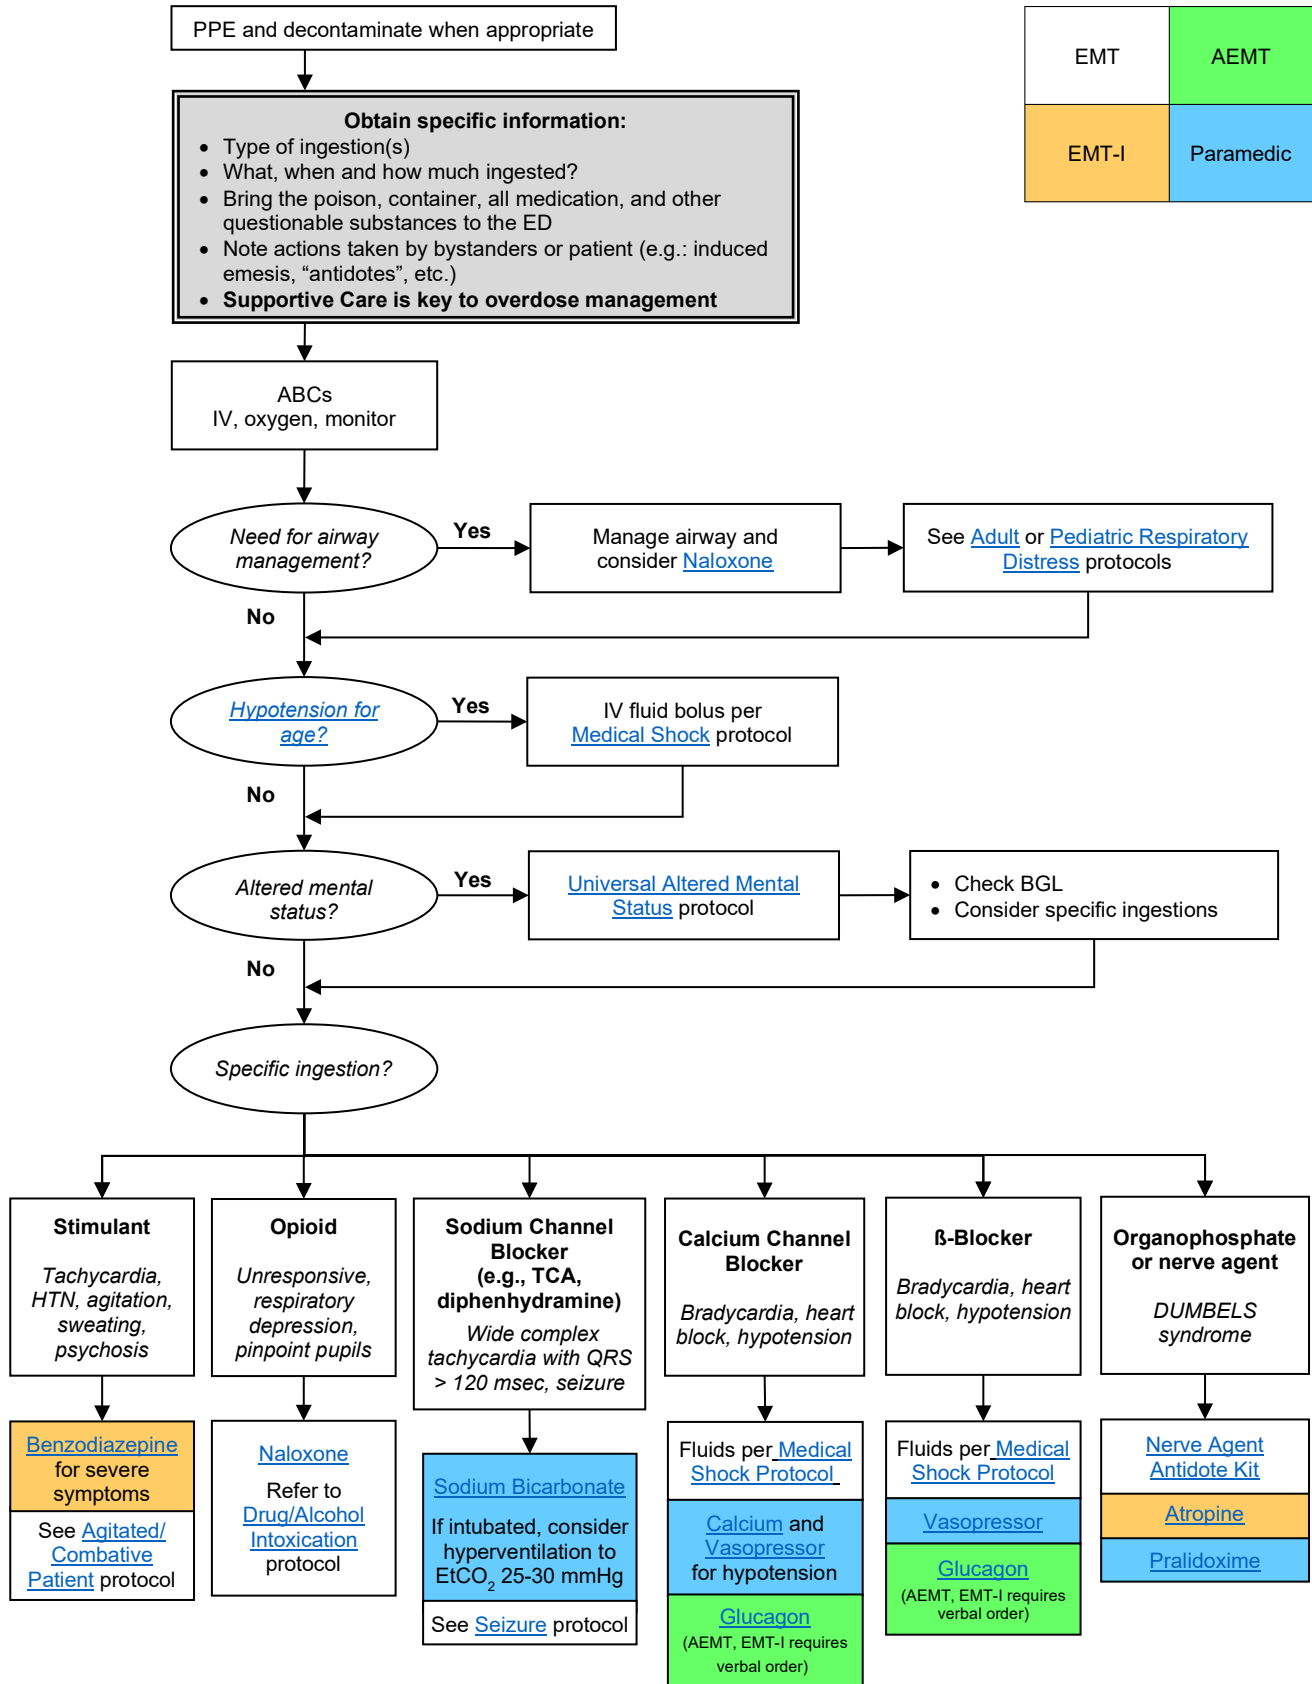 PPE and decontaminate when appropriate
EMT
AEMT
EMT-I
Paramedic
Obtain specific information:
• Type of ingestion(s)
• What, when and how much ingested?
• Bring the poison, container, all medication, and other
questionable substances to the ED
• Note actions taken by bystanders or patient (e.g.: induced
emesis, “antidotes”, etc.)
• Supportive Care is key to overdose management
ABCs
IV, oxygen, monitor
Need for airway
management?
Yes
Manage airway and
consider Naloxone
See Adult or Pediatric Respiratory
Distress protocols
No
Hypotension for
age?
Yes
IV fluid bolus per
Medical Shock protocol
No
Altered mental
status?
Yes
Universal Altered Mental
Status protocol
• Check BGL
• Consider specific ingestions
No
Specific ingestion?
Stimulant
Tachycardia,
HTN, agitation,
sweating,
psychosis
Benzodiazepine
for severe
symptoms
See Agitated/
Combative
Patient protocol
Opioid
Unresponsive,
respiratory
depression,
pinpoint pupils
Naloxone
Refer to
Drug/Alcohol
Intoxication
protocol
Sodium Channel
Blocker
(e.g., TCA,
diphenhydramine)
Wide complex
tachycardia with QRS
> 120 msec, seizure
Sodium Bicarbonate
If intubated, consider
hyperventilation to
EtCO2 25-30 mmHg
See Seizure protocol
Calcium Channel
Blocker
Bradycardia, heart
block, hypotension
Fluids per Medical
Shock Protocol
Calcium and
Vasopressor
for hypotension
Glucagon
(AEMT, EMT-I requires
verbal order)
ß-Blocker
Bradycardia, heart
block, hypotension
Fluids per Medical
Shock Protocol
Vasopressor
Glucagon
(AEMT, EMT-I requires
verbal order)
Organophosphate
or nerve agent
DUMBELS
syndrome
Nerve Agent
Antidote Kit
Atropine
Pralidoxime